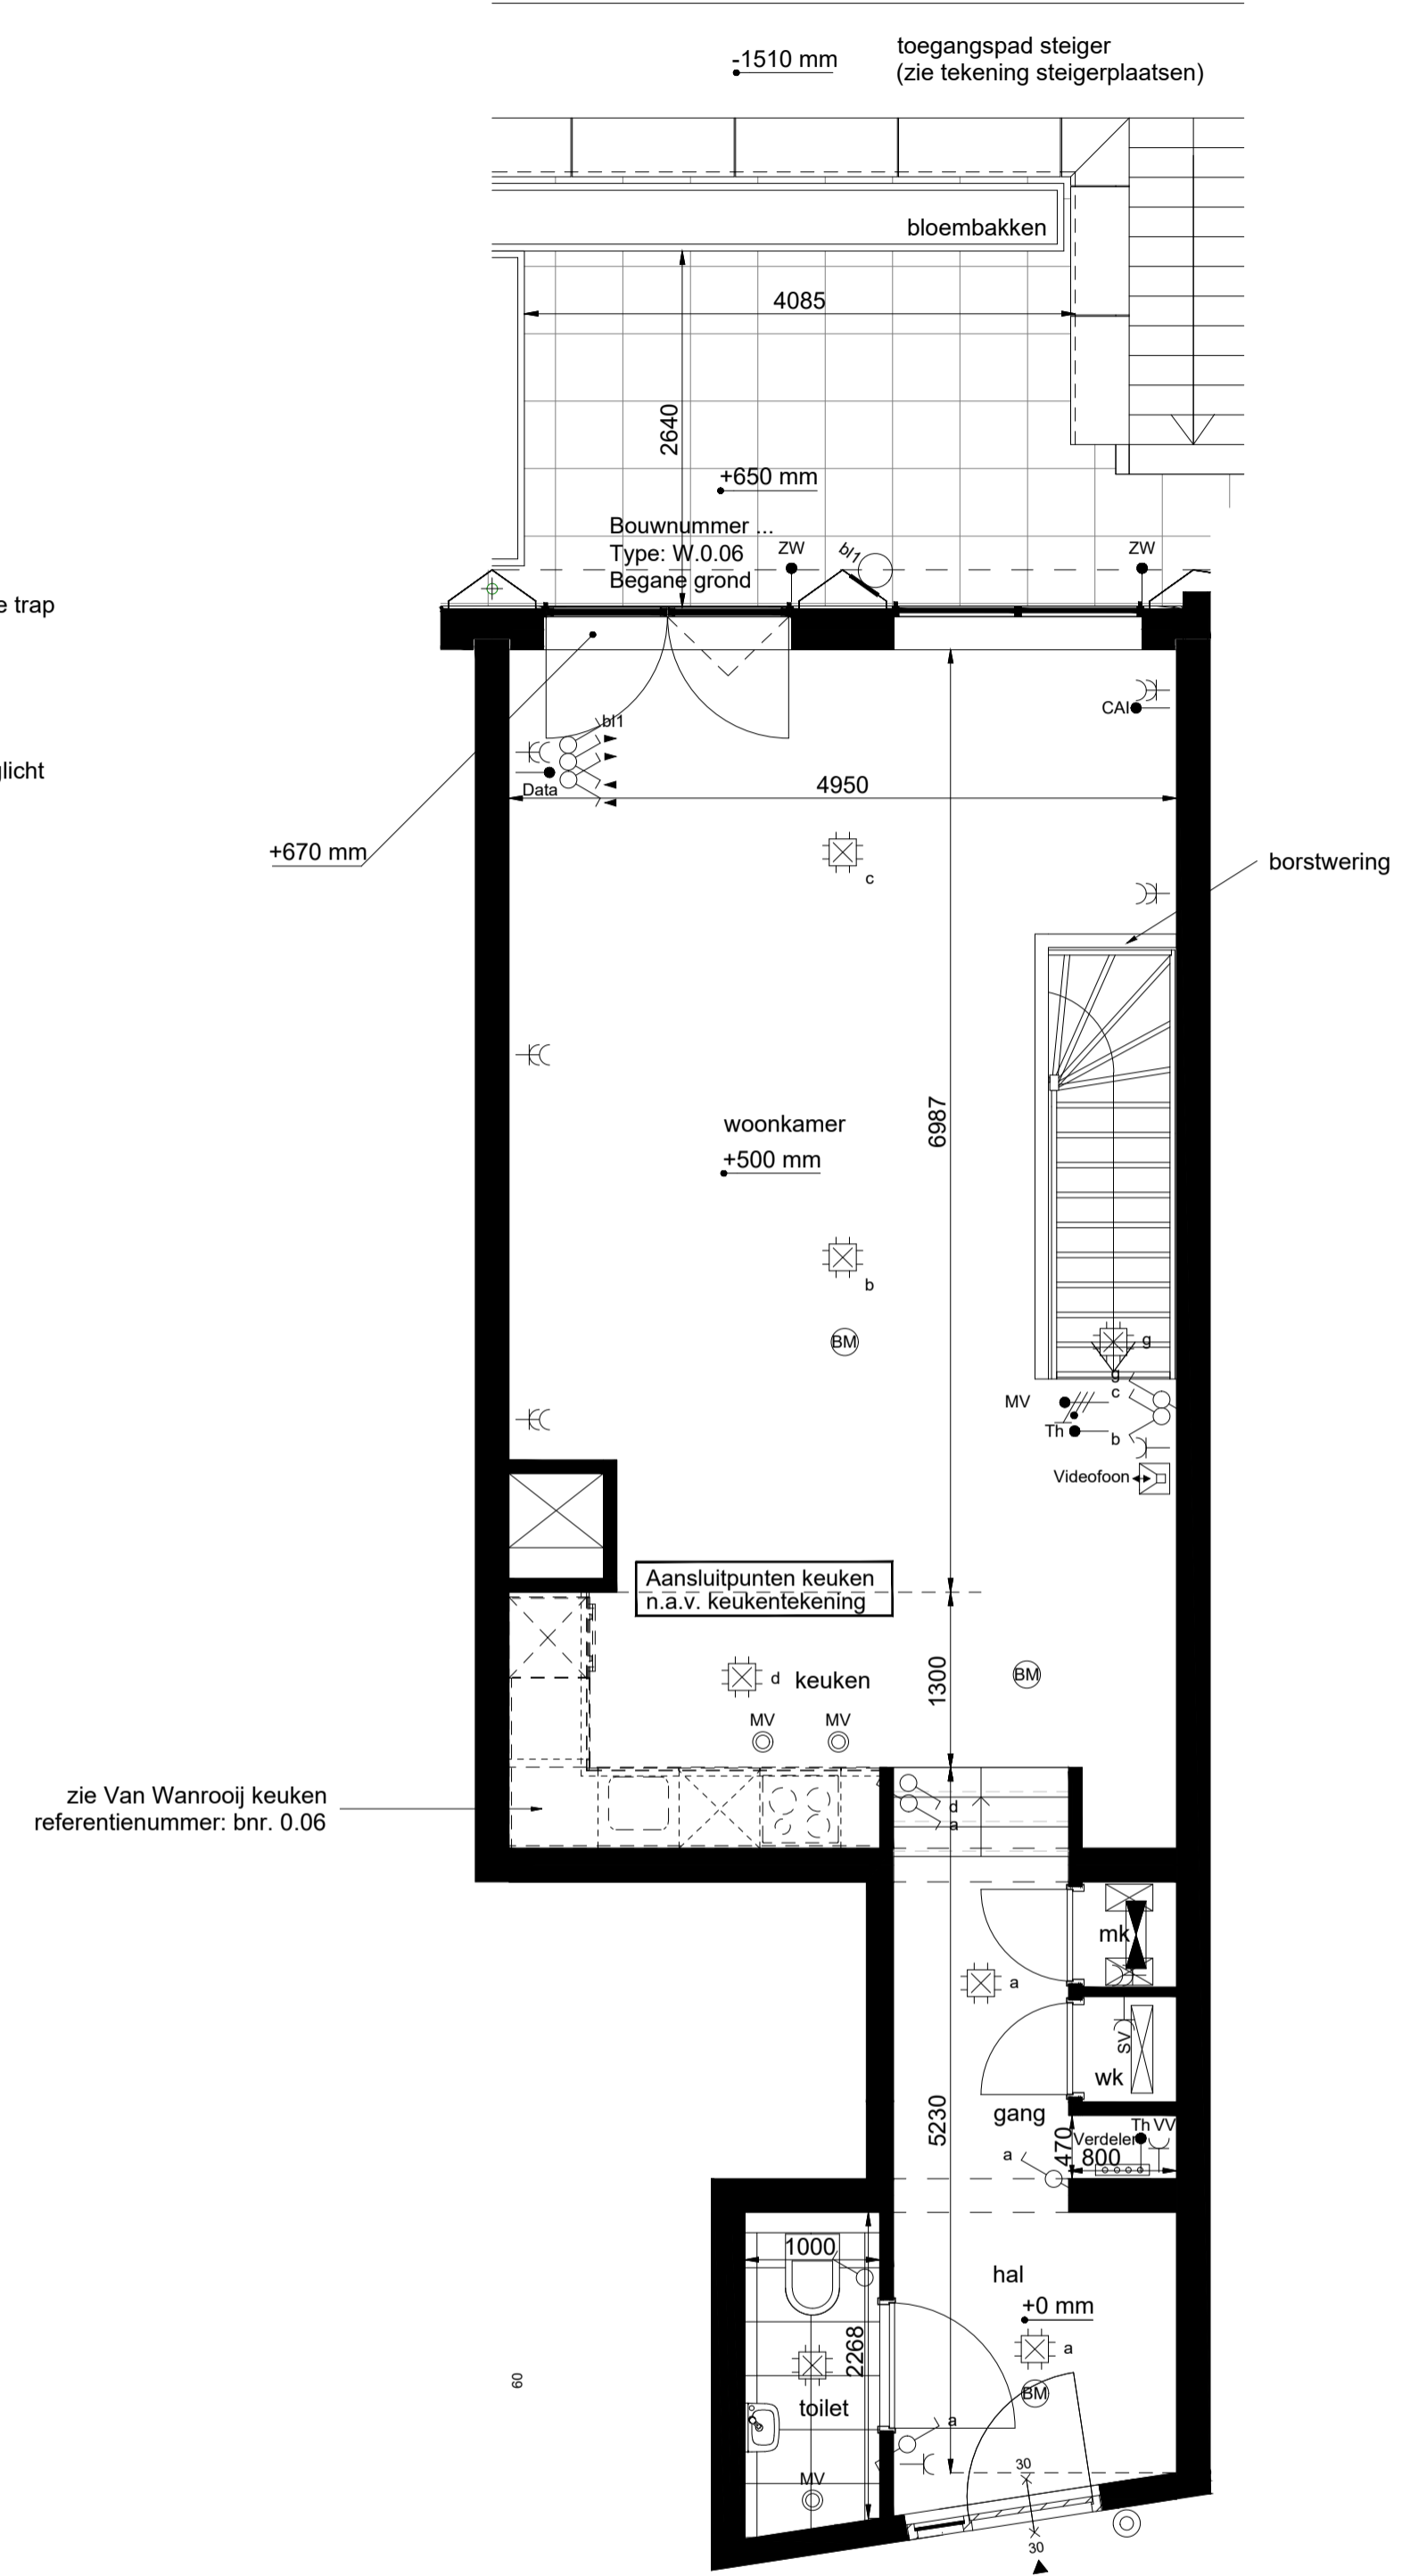 -1510 mm
toegangspad steiger
(zie tekening steigerplaatsen)
bloembakken
4085
2640
+650 mm
Bouwnummer ...
Type: W.0.06
Begane grond
ZW
bl1
ZW
e trap
bl1
CAI
Data
licht
4950
+670 mm
c
borstwering
6987
woonkamer
+500 mm
b
BM
g
g
c
MV
Th
b
Videofoon
Aansluitpunten keuken
n.a.v. keukentekening
d
keuken
1300
BM
MV
MV
zie Van Wanrooij keuken
referentienummer: bnr. 0.06
d
a
mk
a
SV
wk
gang
5230
Th VV
Verdeler
470
800
a
1000
hal
+0 mm
2268
a
60
BM
toilet
a
MV
30
30